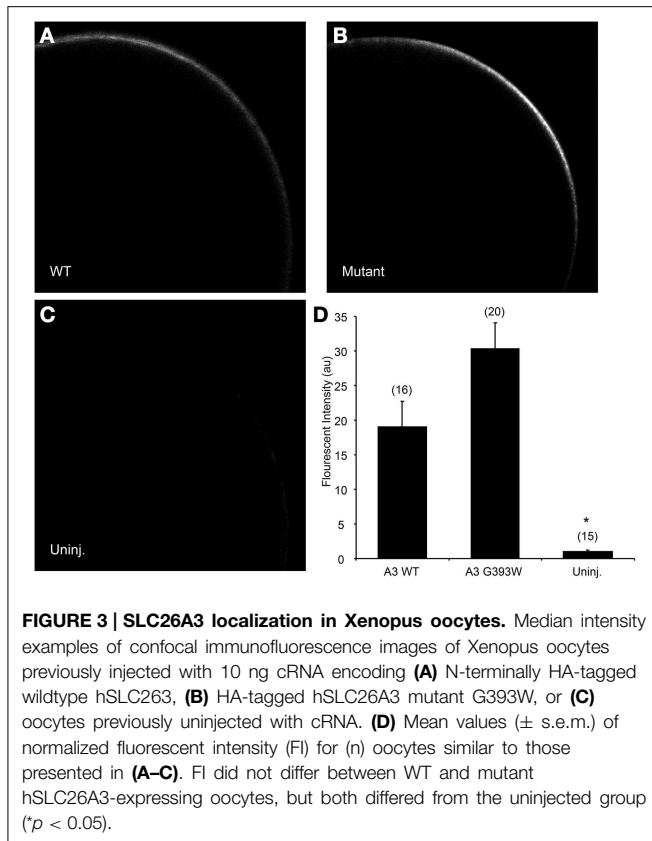 A
B
WT
Mutant
C
D
Uninj.
Flourescent Intensity (au)
35
30
25
20
15
10
5
0
(16)
(20)
*
(15)
A3 WT
A3 G393W
Uninj.
FIGURE 3 | SLC26A3 localization in Xenopus oocytes. Median intensity
examples of confocal immunofluorescence images of Xenopus oocytes
previously injected with 10 ng cRNA encoding (A) N-terminally HA-tagged
wildtype hSLC263, (B) HA-tagged hSLC26A3 mutant G393W, or (C)
oocytes previously uninjected with cRNA. (D) Mean values (± s.e.m.) of
normalized fluorescent intensity (FI) for (n) oocytes similar to those
presented in (A–C). FI did not differ between WT and mutant
hSLC26A3-expressing oocytes, but both differed from the uninjected group
(*p < 0.05).